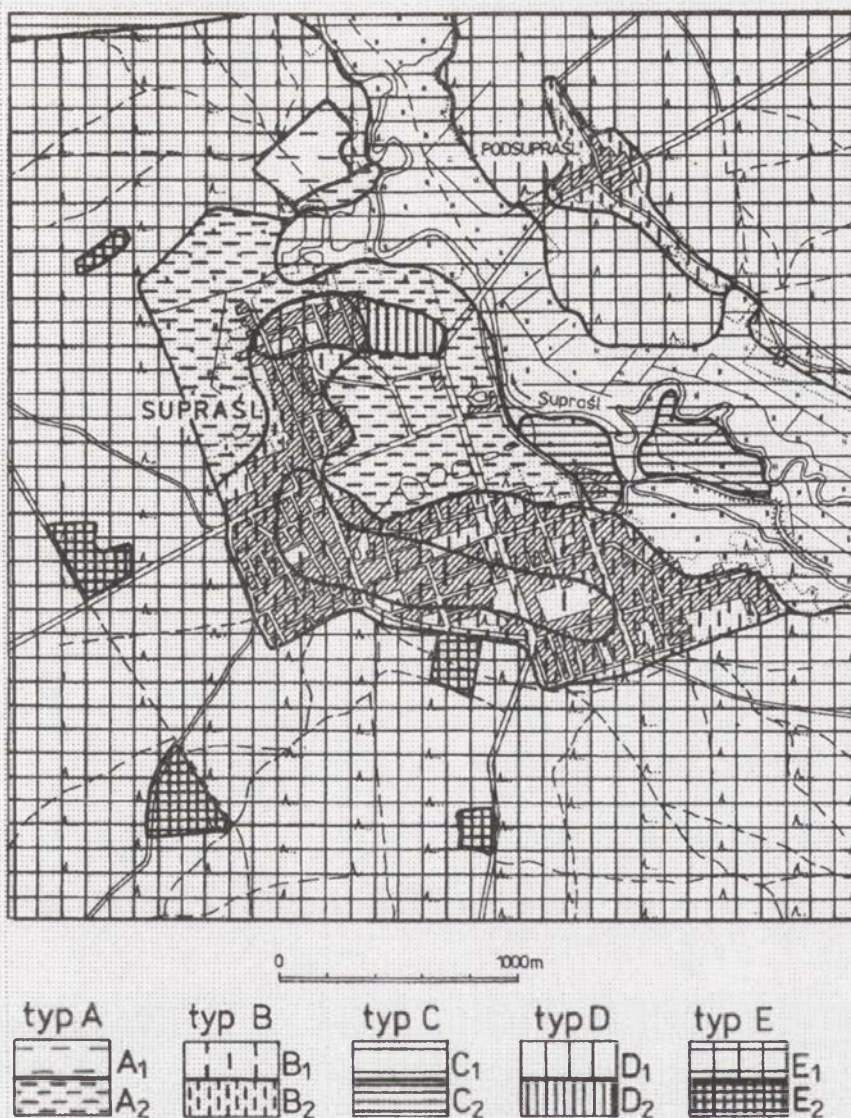 PODSUPRAŚL
SUPRAŚL
Supraśl
0 1000m
typ A typ B typ C typ D typ E
A1 B1 C1 D1 E1
A2 B2 C2 D2 E2